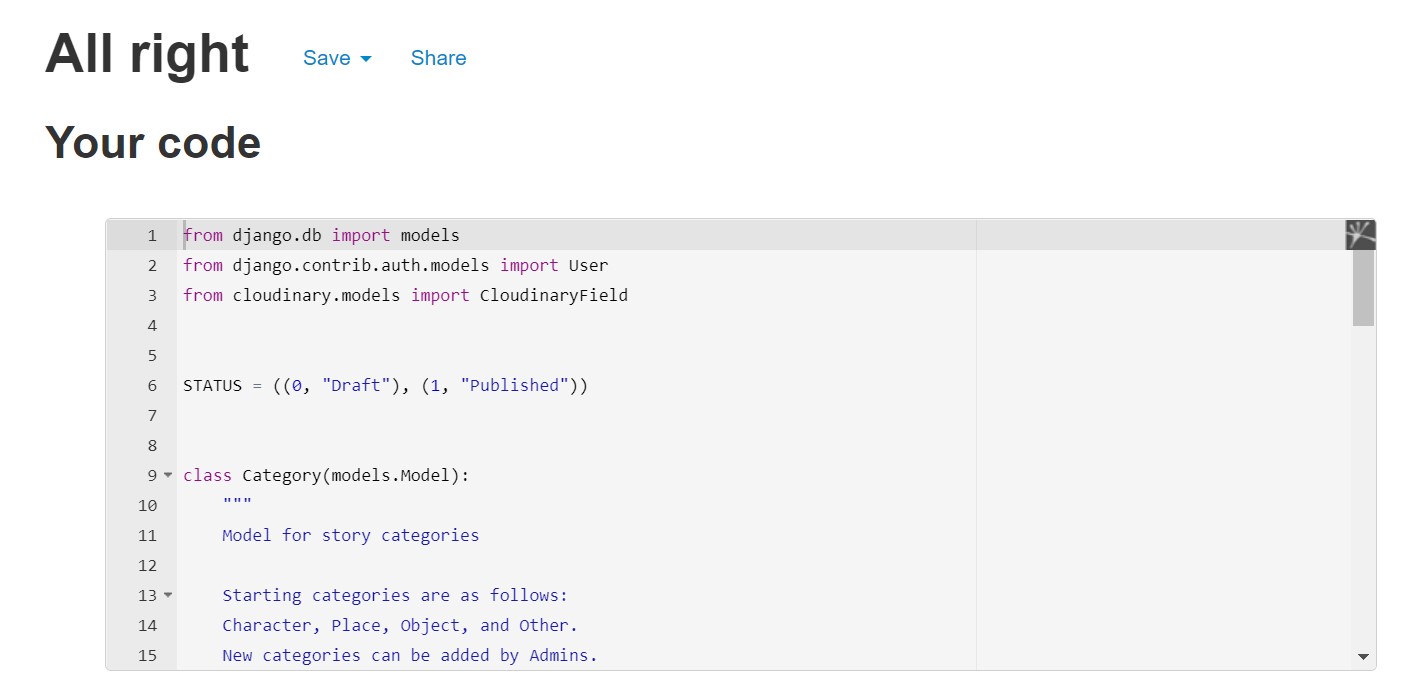 All right Save Share
Your code
1 from django.db import models
2 from django.contrib.auth.models import User
3 from cloudinary.models import CloudinaryField
4
5
6 STATUS = ((0, "Draft"), (1, "Published"))
7
8
9 class Category(models.Model):
10 """
11 Model for story categories
12
13 Starting categories are as follows:
14 Character, Place, Object, and Other.
15 New categories can be added by Admins.